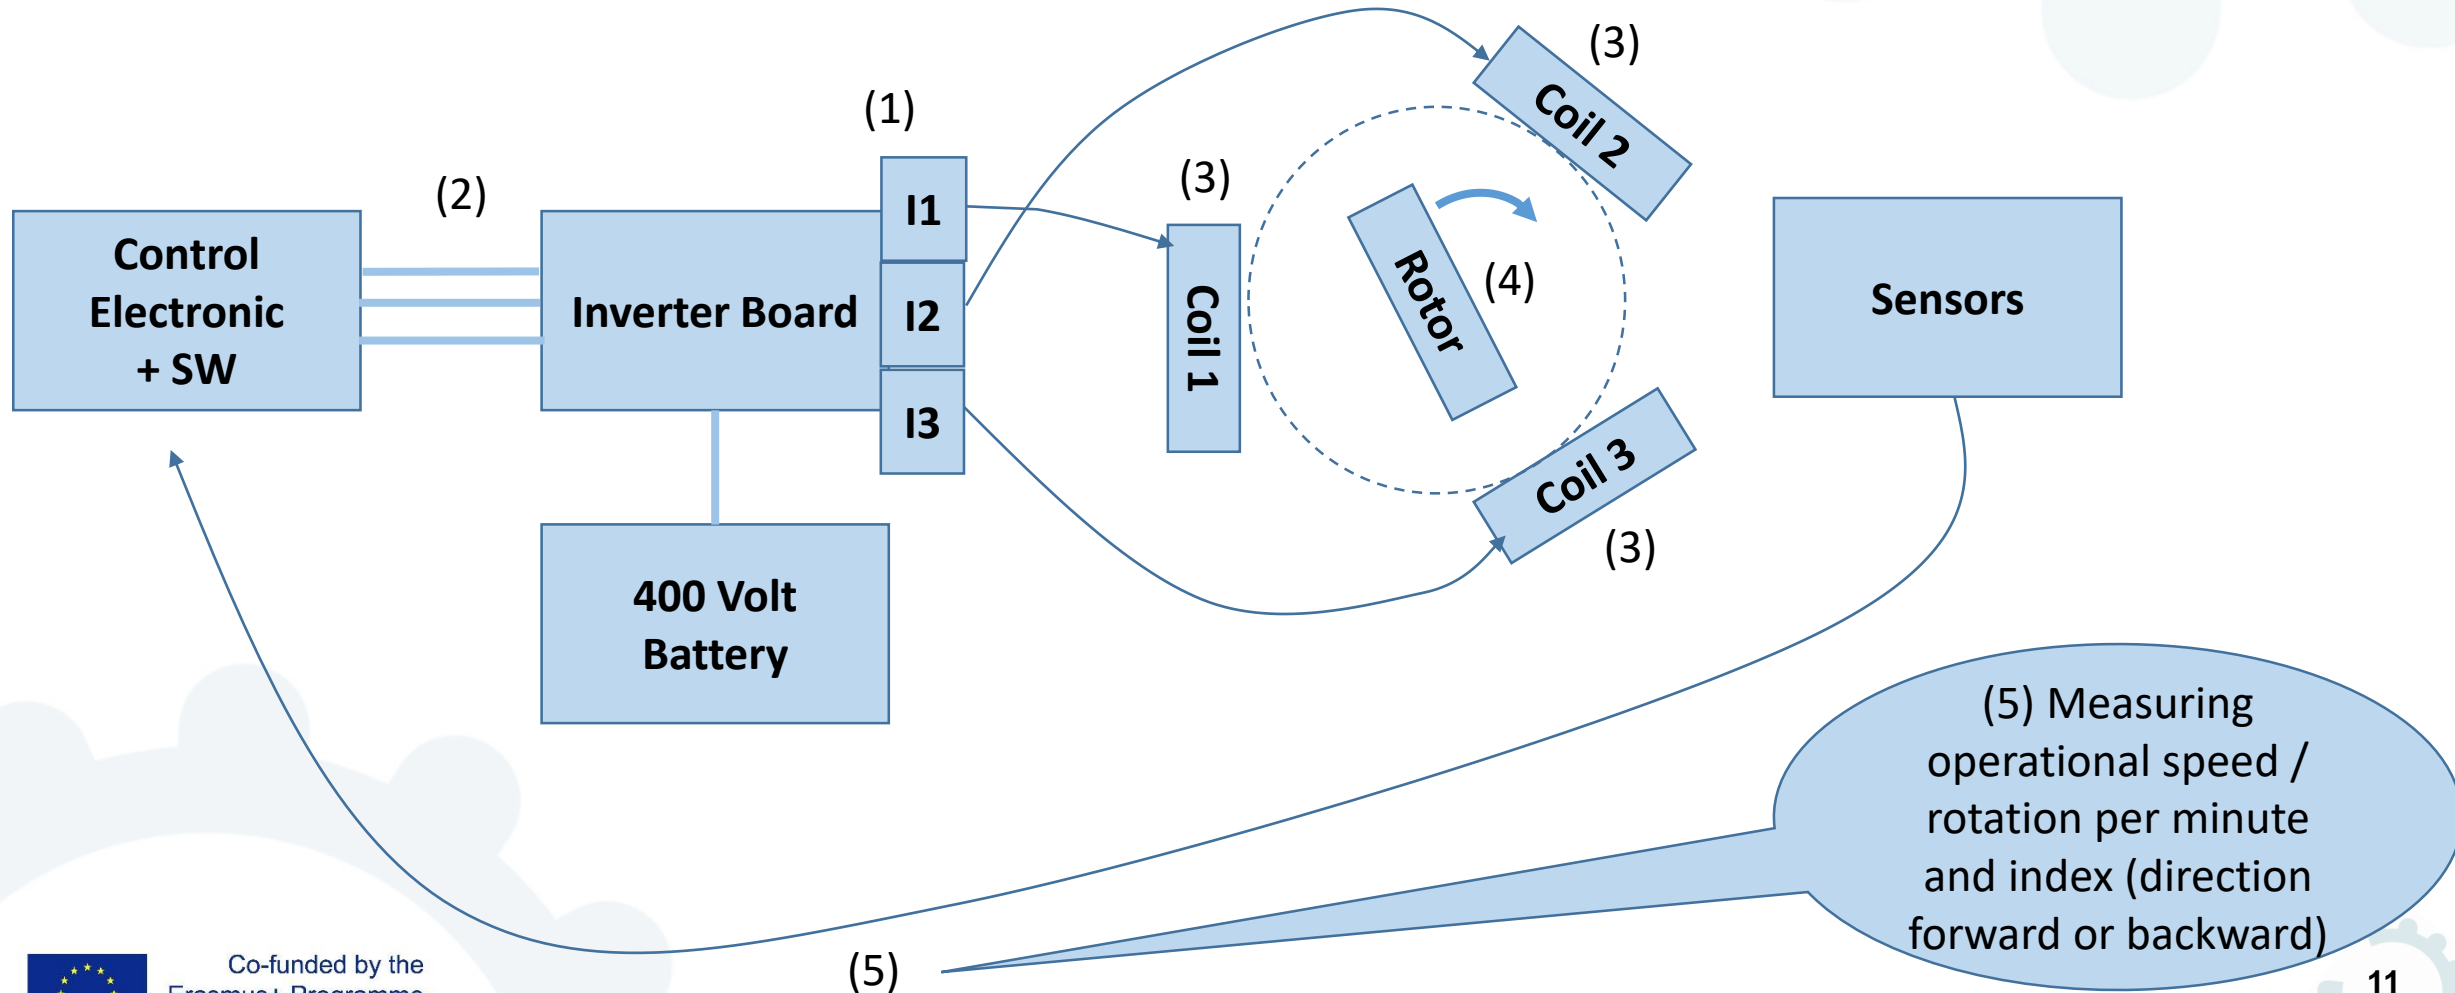 (1)
(2)
Control
Electronic
+ SW
Inverter Board
I1
I2
I3
400 Volt
Battery
(3)
Coil 1
(3)
Coil 2
Rotor
(4)
Coil 3
(3)
Sensors
(5) Measuring
operational speed /
rotation per minute
and index (direction
forward or backward)
(5)
Co-funded by the
Erasmus+ Programme
11